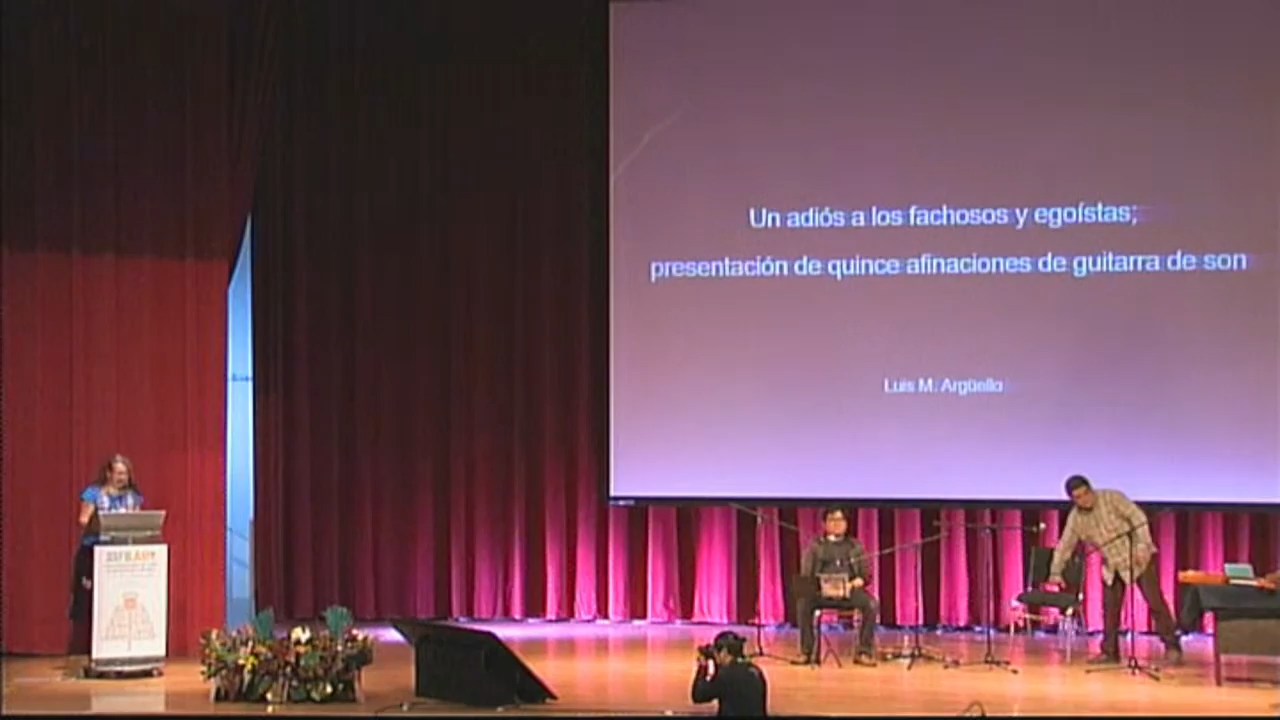 Un adiós a los fachosos y egoístas;
presentación de quince afinaciones de guitarra de son
Luis M. Argüello